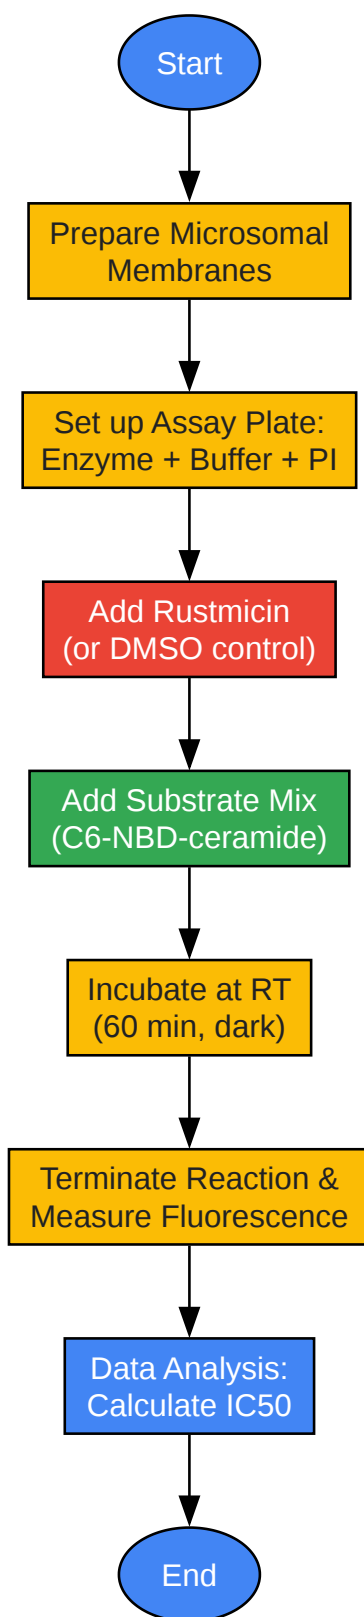 Start
Prepare Microsomal
Membranes
Set up Assay Plate:
Enzyme + Buffer + PI
Add Rustmicin
(or DMSO control)
Add Substrate Mix
(C6-NBD-ceramide)
Incubate at RT
(60 min, dark)
Terminate Reaction &
Measure Fluorescence
Data Analysis:
Calculate IC50
End